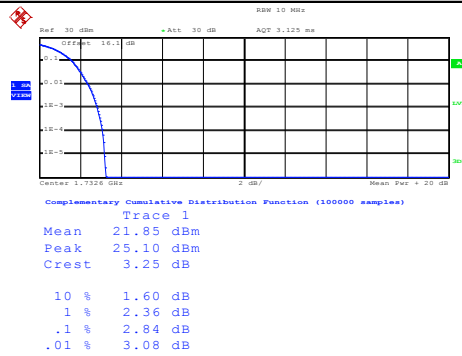 RBW 10 MHz
Ref 30 dBm Att 30 dB AQT 3.125 ms
Offset 16.1 dB
0.1
0.01
1E-3
1E-4
1E-5
1 SA
VIEW
A
LV
Center 1.7326 GHz 2 dB/ Mean Pwr + 20 dB
Complementary Cumulative Distribution Function (100000 samples)
Trace 1
Mean 21.85 dBm
Peak 25.10 dBm
Crest 3.25 dB
10 % 1.60 dB
1 % 2.36 dB
.1 % 2.84 dB
.01 % 3.08 dB